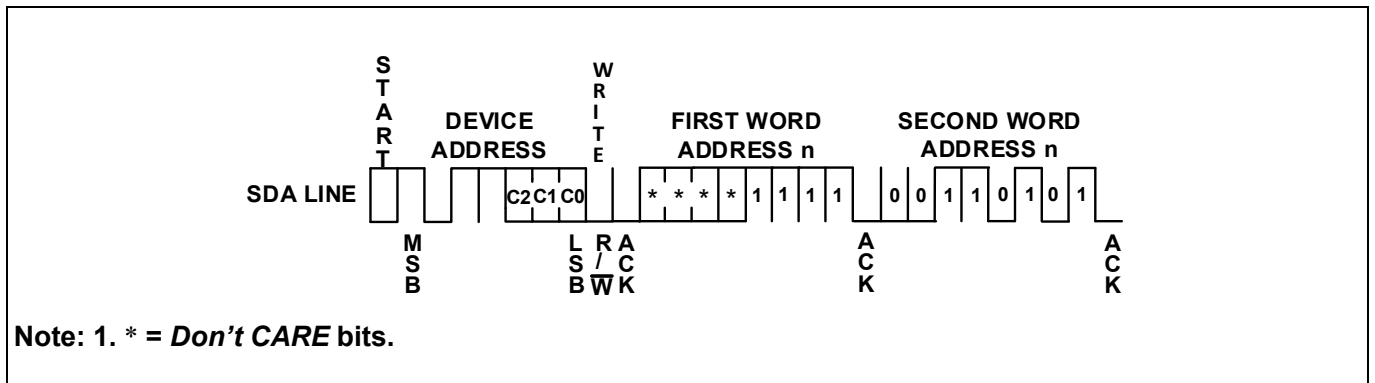 START
WRITE
DEVICE
ADDRESS
FIRST WORD
ADDRESS n
SECOND WORD
ADDRESS n
SDA LINE
C2 C1 C0
* * * * 1 1 1 1
0 0 1 1 0 1 0 1
MSB
LSB
R/W
ACK
ACK
ACK
Note: 1. * = Don't CARE bits.